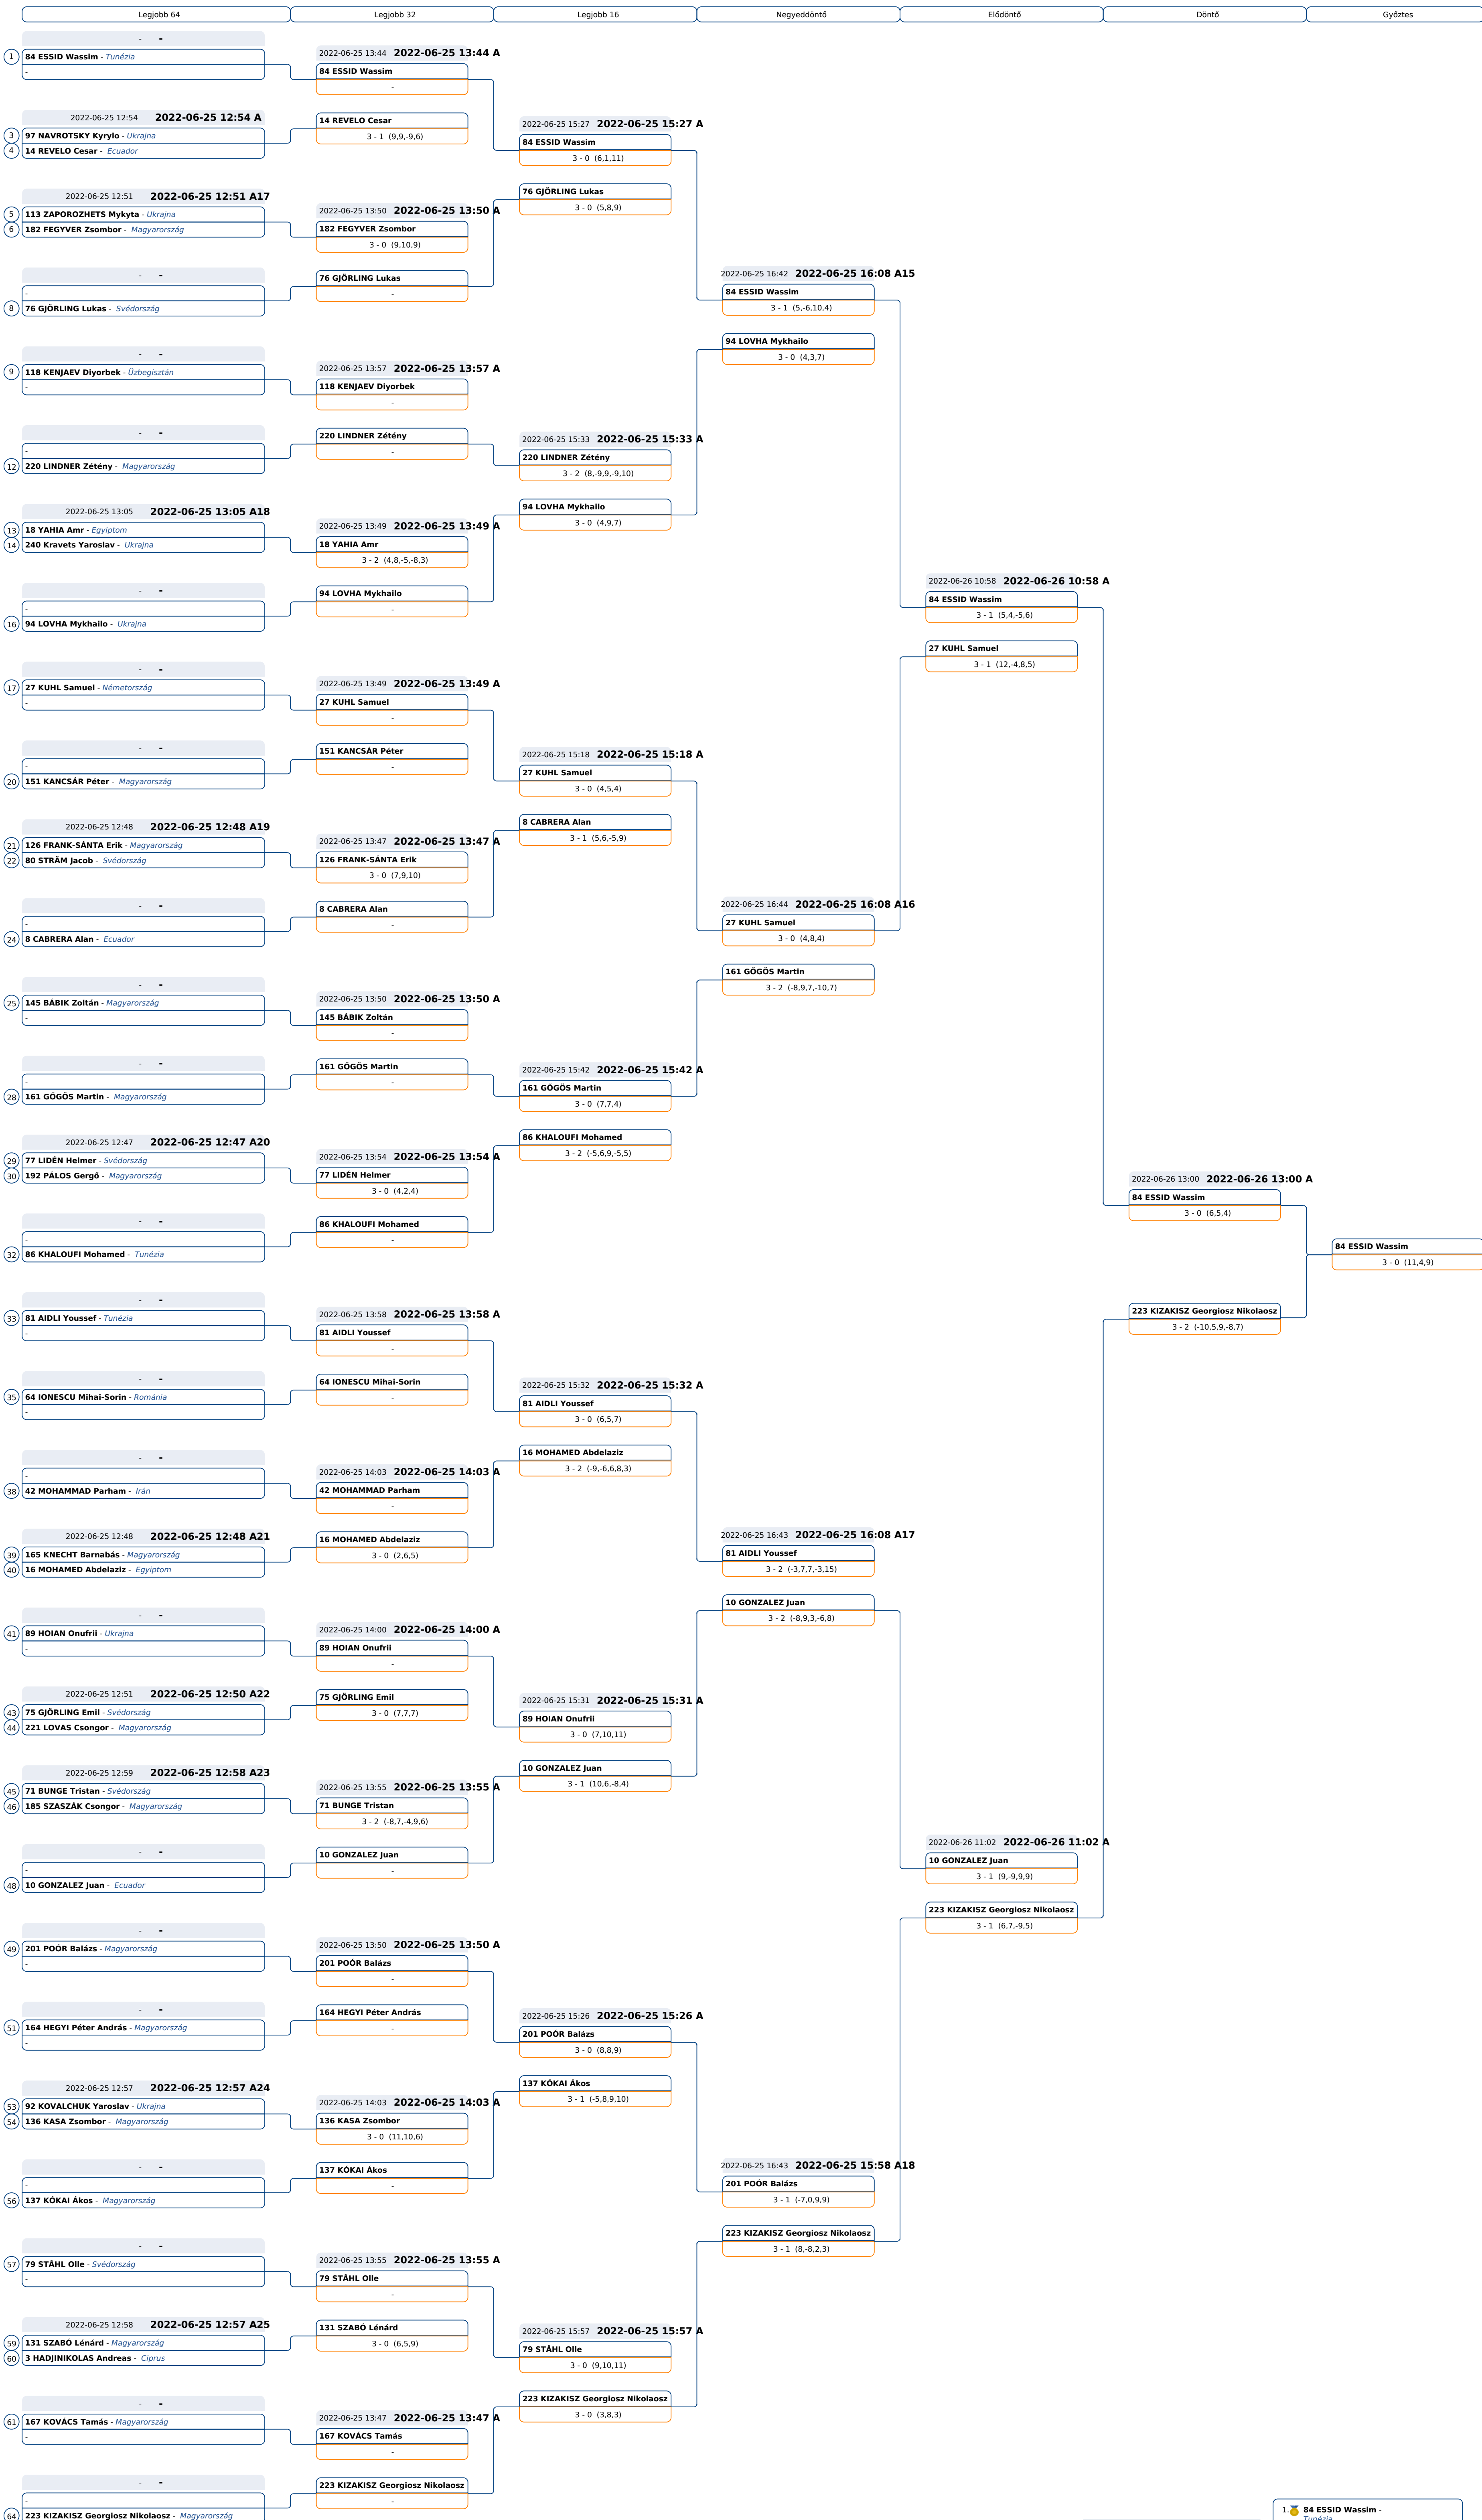 Legjobb 64
Legjobb 32
Legjobb 16
Negyeddöntő
Elődöntő
Döntő
Győztes
- -
1 84 ESSID Wassim - Tunézia
-
2022-06-25 12:54 2022-06-25 12:54 A
3 97 NAVROTSKY Kyrylo - Ukrajna
4 14 REVELO Cesar - Ecuador
2022-06-25 12:51 2022-06-25 12:51 A17
5 113 ZAPOROZHETS Mykyta - Ukrajna
6 182 FEGYVER Zsombor - Magyarország
- -
-
8 76 GJÖRLING Lukas - Svédország
- -
9 118 KENJAEV Diyorbek - Üzbegisztán
-
- -
-
12 220 LINDNER Zétény - Magyarország
2022-06-25 13:05 2022-06-25 13:05 A18
13 18 YAHIA Amr - Egyiptom
14 240 Kravets Yaroslav - Ukrajna
- -
-
16 94 LOVHA Mykhailo - Ukrajna
- -
17 27 KUHL Samuel - Németország
-
- -
-
20 151 KANCSÁR Péter - Magyarország
2022-06-25 12:48 2022-06-25 12:48 A19
21 126 FRANK-SÁNTA Erik - Magyarország
22 80 STRÄM Jacob - Svédország
- -
-
24 8 CABRERA Alan - Ecuador
- -
25 145 BÁBIK Zoltán - Magyarország
-
- -
-
28 161 GÖGÖS Martin - Magyarország
2022-06-25 12:47 2022-06-25 12:47 A20
29 77 LIDÉN Helmer - Svédország
30 192 PÁLOS Gergő - Magyarország
- -
-
32 86 KHALOUFI Mohamed - Tunézia
- -
33 81 AIDLI Youssef - Tunézia
-
- -
35 64 IONESCU Mihai-Sorin - Románia
-
- -
-
38 42 MOHAMMAD Parham - Irán
2022-06-25 12:48 2022-06-25 12:48 A21
39 165 KNECHT Barnabás - Magyarország
40 16 MOHAMED Abdelaziz - Egyiptom
- -
41 89 HOIAN Onufrii - Ukrajna
-
2022-06-25 12:51 2022-06-25 12:50 A22
43 75 GJÖRLING Emil - Svédország
44 221 LOVAS Csongor - Magyarország
2022-06-25 12:59 2022-06-25 12:58 A23
45 71 BUNGE Tristan - Svédország
46 185 SZASZÁK Csongor - Magyarország
- -
-
48 10 GONZALEZ Juan - Ecuador
- -
49 201 POÓR Balázs - Magyarország
-
- -
51 164 HEGYI Péter András - Magyarország
-
2022-06-25 12:57 2022-06-25 12:57 A24
53 92 KOVALCHUK Yaroslav - Ukrajna
54 136 KASA Zsombor - Magyarország
- -
-
56 137 KÓKAI Ákos - Magyarország
- -
57 79 STÅHL Olle - Svédország
-
2022-06-25 12:58 2022-06-25 12:57 A25
59 131 SZABÓ Lénárd - Magyarország
60 3 HADJINIKOLAS Andreas - Ciprus
- -
61 167 KOVÁCS Tamás - Magyarország
-
- -
-
64 223 KIZAKISZ Georgiosz Nikolaosz - Magyarország
2022-06-25 13:44 2022-06-25 13:44 A
84 ESSID Wassim
-
14 REVELO Cesar
3 - 1 (9,9,-9,6)
2022-06-25 13:50 2022-06-25 13:50 A
182 FEGYVER Zsombor
3 - 0 (9,10,9)
76 GJÖRLING Lukas
-
2022-06-25 13:57 2022-06-25 13:57 A
118 KENJAEV Diyorbek
-
220 LINDNER Zétény
-
2022-06-25 13:49 2022-06-25 13:49 A
18 YAHIA Amr
3 - 2 (4,8,-5,-8,3)
94 LOVHA Mykhailo
-
2022-06-25 13:49 2022-06-25 13:49 A
27 KUHL Samuel
-
151 KANCSÁR Péter
-
2022-06-25 13:47 2022-06-25 13:47 A
126 FRANK-SÁNTA Erik
3 - 0 (7,9,10)
8 CABRERA Alan
-
2022-06-25 13:50 2022-06-25 13:50 A
145 BÁBIK Zoltán
-
161 GÖGÖS Martin
-
2022-06-25 13:54 2022-06-25 13:54 A
77 LIDÉN Helmer
3 - 0 (4,2,4)
86 KHALOUFI Mohamed
-
2022-06-25 13:58 2022-06-25 13:58 A
81 AIDLI Youssef
-
64 IONESCU Mihai-Sorin
-
2022-06-25 14:03 2022-06-25 14:03 A
42 MOHAMMAD Parham
-
16 MOHAMED Abdelaziz
3 - 0 (2,6,5)
2022-06-25 14:00 2022-06-25 14:00 A
89 HOIAN Onufrii
-
75 GJÖRLING Emil
3 - 0 (7,7,7)
2022-06-25 13:55 2022-06-25 13:55 A
71 BUNGE Tristan
3 - 2 (-8,7,-4,9,6)
10 GONZALEZ Juan
-
2022-06-25 13:50 2022-06-25 13:50 A
201 POÓR Balázs
-
164 HEGYI Péter András
-
2022-06-25 14:03 2022-06-25 14:03 A
136 KASA Zsombor
3 - 0 (11,10,6)
137 KÓKAI Ákos
-
2022-06-25 13:55 2022-06-25 13:55 A
79 STÅHL Olle
-
131 SZABÓ Lénárd
3 - 0 (6,5,9)
2022-06-25 13:47 2022-06-25 13:47 A
167 KOVÁCS Tamás
-
223 KIZAKISZ Georgiosz Nikolaosz
-
2022-06-25 15:27 2022-06-25 15:27 A
84 ESSID Wassim
3 - 0 (6,1,11)
76 GJÖRLING Lukas
3 - 0 (5,8,9)
2022-06-25 15:33 2022-06-25 15:33 A
220 LINDNER Zétény
3 - 2 (8,-9,9,-9,10)
94 LOVHA Mykhailo
3 - 0 (4,9,7)
2022-06-25 15:18 2022-06-25 15:18 A
27 KUHL Samuel
3 - 0 (4,5,4)
8 CABRERA Alan
3 - 1 (5,6,-5,9)
2022-06-25 15:42 2022-06-25 15:42 A
161 GÖGÖS Martin
3 - 0 (7,7,4)
86 KHALOUFI Mohamed
3 - 2 (-5,6,9,-5,5)
2022-06-25 15:32 2022-06-25 15:32 A
81 AIDLI Youssef
3 - 0 (6,5,7)
16 MOHAMED Abdelaziz
3 - 2 (-9,-6,6,8,3)
2022-06-25 15:31 2022-06-25 15:31 A
89 HOIAN Onufrii
3 - 0 (7,10,11)
10 GONZALEZ Juan
3 - 1 (10,6,-8,4)
2022-06-25 15:26 2022-06-25 15:26 A
201 POÓR Balázs
3 - 0 (8,8,9)
137 KÓKAI Ákos
3 - 1 (-5,8,9,10)
2022-06-25 15:57 2022-06-25 15:57 A
79 STÅHL Olle
3 - 0 (9,10,11)
223 KIZAKISZ Georgiosz Nikolaosz
3 - 0 (3,8,3)
2022-06-25 16:42 2022-06-25 16:08 A15
84 ESSID Wassim
3 - 1 (5,-6,10,4)
94 LOVHA Mykhailo
3 - 0 (4,3,7)
2022-06-25 16:44 2022-06-25 16:08 A16
27 KUHL Samuel
3 - 0 (4,8,4)
161 GÖGÖS Martin
3 - 2 (-8,9,7,-10,7)
2022-06-25 16:43 2022-06-25 16:08 A17
81 AIDLI Youssef
3 - 2 (-3,7,7,-3,15)
10 GONZALEZ Juan
3 - 2 (-8,9,3,-6,8)
2022-06-25 16:43 2022-06-25 15:58 A18
201 POÓR Balázs
3 - 1 (-7,0,9,9)
223 KIZAKISZ Georgiosz Nikolaosz
3 - 1 (8,-8,2,3)
2022-06-26 10:58 2022-06-26 10:58 A
84 ESSID Wassim
3 - 1 (5,4,-5,6)
27 KUHL Samuel
3 - 1 (12,-4,8,5)
2022-06-26 11:02 2022-06-26 11:02 A
10 GONZALEZ Juan
3 - 1 (9,-9,9,9)
223 KIZAKISZ Georgiosz Nikolaosz
3 - 1 (6,7,-9,5)
2022-06-26 13:00 2022-06-26 13:00 A
84 ESSID Wassim
3 - 0 (6,5,4)
223 KIZAKISZ Georgiosz Nikolaosz
3 - 2 (-10,5,9,-8,7)
84 ESSID Wassim
3 - 0 (11,4,9)
1. 84 ESSID Wassim -
Tunézia